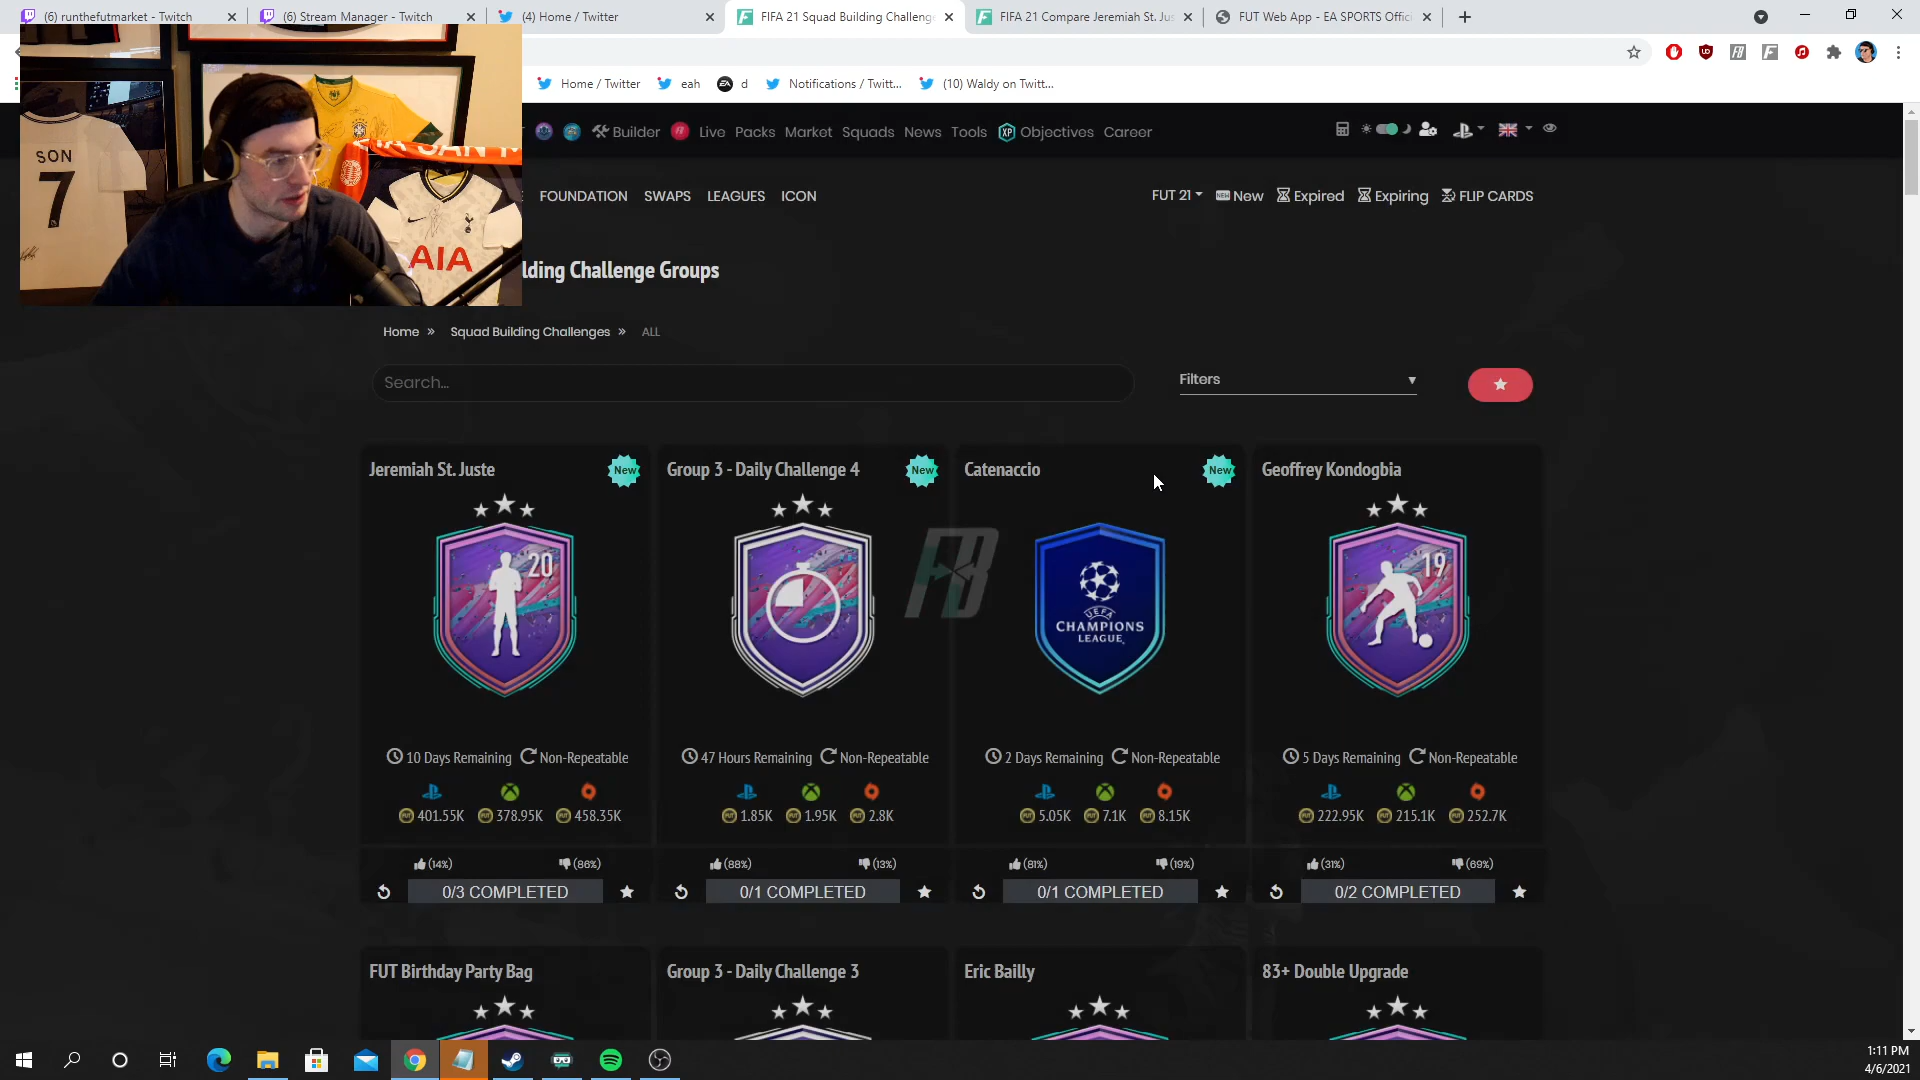 (6) runthefutmarket - Twitch
(6) Stream Manager - Twitch
(4) Home / Twitter
FIFA 21 Squad Building Challenge
FIFA 21 Compare Jeremiah St. Jus
FUT Web App - EA SPORTS Offici
Home / Twitter
eah
d
Notifications / Twitt...
(10) Waldy on Twitt...
SON
7
AIA
Builder
Live
Packs
Market
Squads
News
Tools
XP
Objectives
Career
FOUNDATION
SWAPS
LEAGUES
ICON
FUT 21
New
Expired
Expiring
FLIP CARDS
lding Challenge Groups
Home »
Squad Building Challenges »
ALL
Search...
Filters
Jeremiah St. Juste
New
20
10 Days Remaining
Non-Repeatable
401.55K
378.95K
458.35K
(14%)
(86%)
0/3 COMPLETED
Group 3 - Daily Challenge 4
New
47 Hours Remaining
Non-Repeatable
1.85K
1.95K
2.8K
(88%)
(13%)
0/1 COMPLETED
Catenaccio
New
UEFA
CHAMPIONS
LEAGUE
2 Days Remaining
Non-Repeatable
5.05K
7.1K
8.15K
(81%)
(19%)
0/1 COMPLETED
Geoffrey Kondogbia
19
5 Days Remaining
Non-Repeatable
222.95K
215.1K
252.7K
(31%)
(69%)
0/2 COMPLETED
FUT Birthday Party Bag
Group 3 - Daily Challenge 3
Eric Bailly
83+ Double Upgrade
1:11 PM
4/6/2021